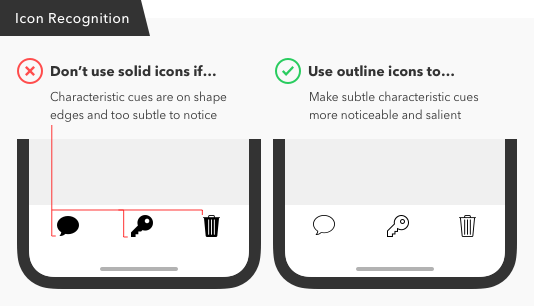 Icon Recognition
Don’t use solid icons if…
Characteristic cues are on shape
edges and too subtle to notice
Use outline icons to…
Make subtle characteristic cues
more noticeable and salient